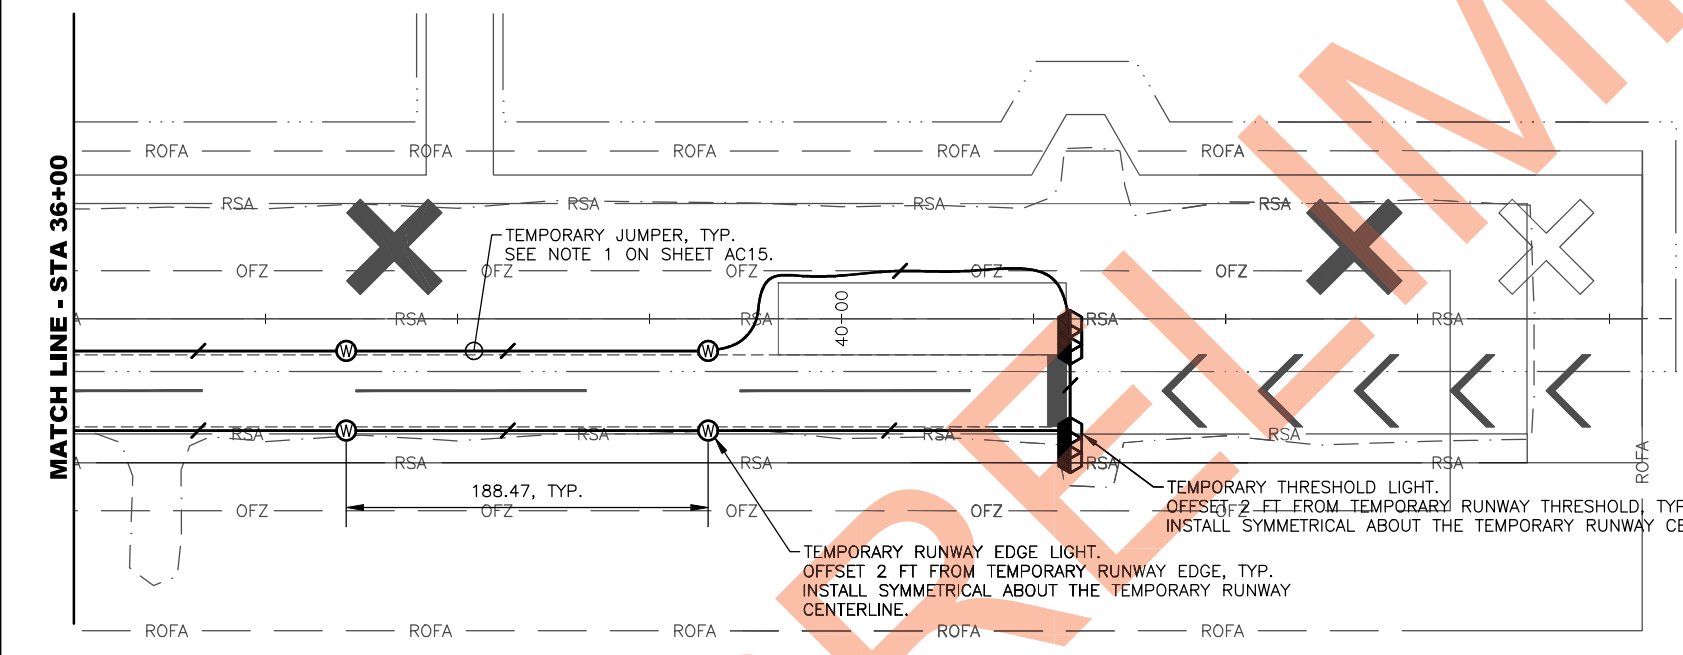 MATCH LINE - STA 36+00
ROFA ROFA ROFA ROFA ROFA
RSA RSA RSA RSA
TEMPORARY JUMPER, TYP.
SEE NOTE 1 ON SHEET AC15.
OFZ OFZ OFZ OFZ OFZ
40+00
RSA RSA RSA RSA
W W
W W
RSA RSA RSA RSA
RSA RSA RSA RSA
ROFA
188.47, TYP.
OFZ OFZ OFZ OFZ OFZ
TEMPORARY THRESHOLD LIGHT.
OFFSET 2 FT FROM TEMPORARY RUNWAY THRESHOLD, TYP
INSTALL SYMMETRICAL ABOUT THE TEMPORARY RUNWAY CE
TEMPORARY RUNWAY EDGE LIGHT.
OFFSET 2 FT FROM TEMPORARY RUNWAY EDGE, TYP.
INSTALL SYMMETRICAL ABOUT THE TEMPORARY RUNWAY
CENTERLINE.
ROFA ROFA ROFA ROFA ROFA
RELIM